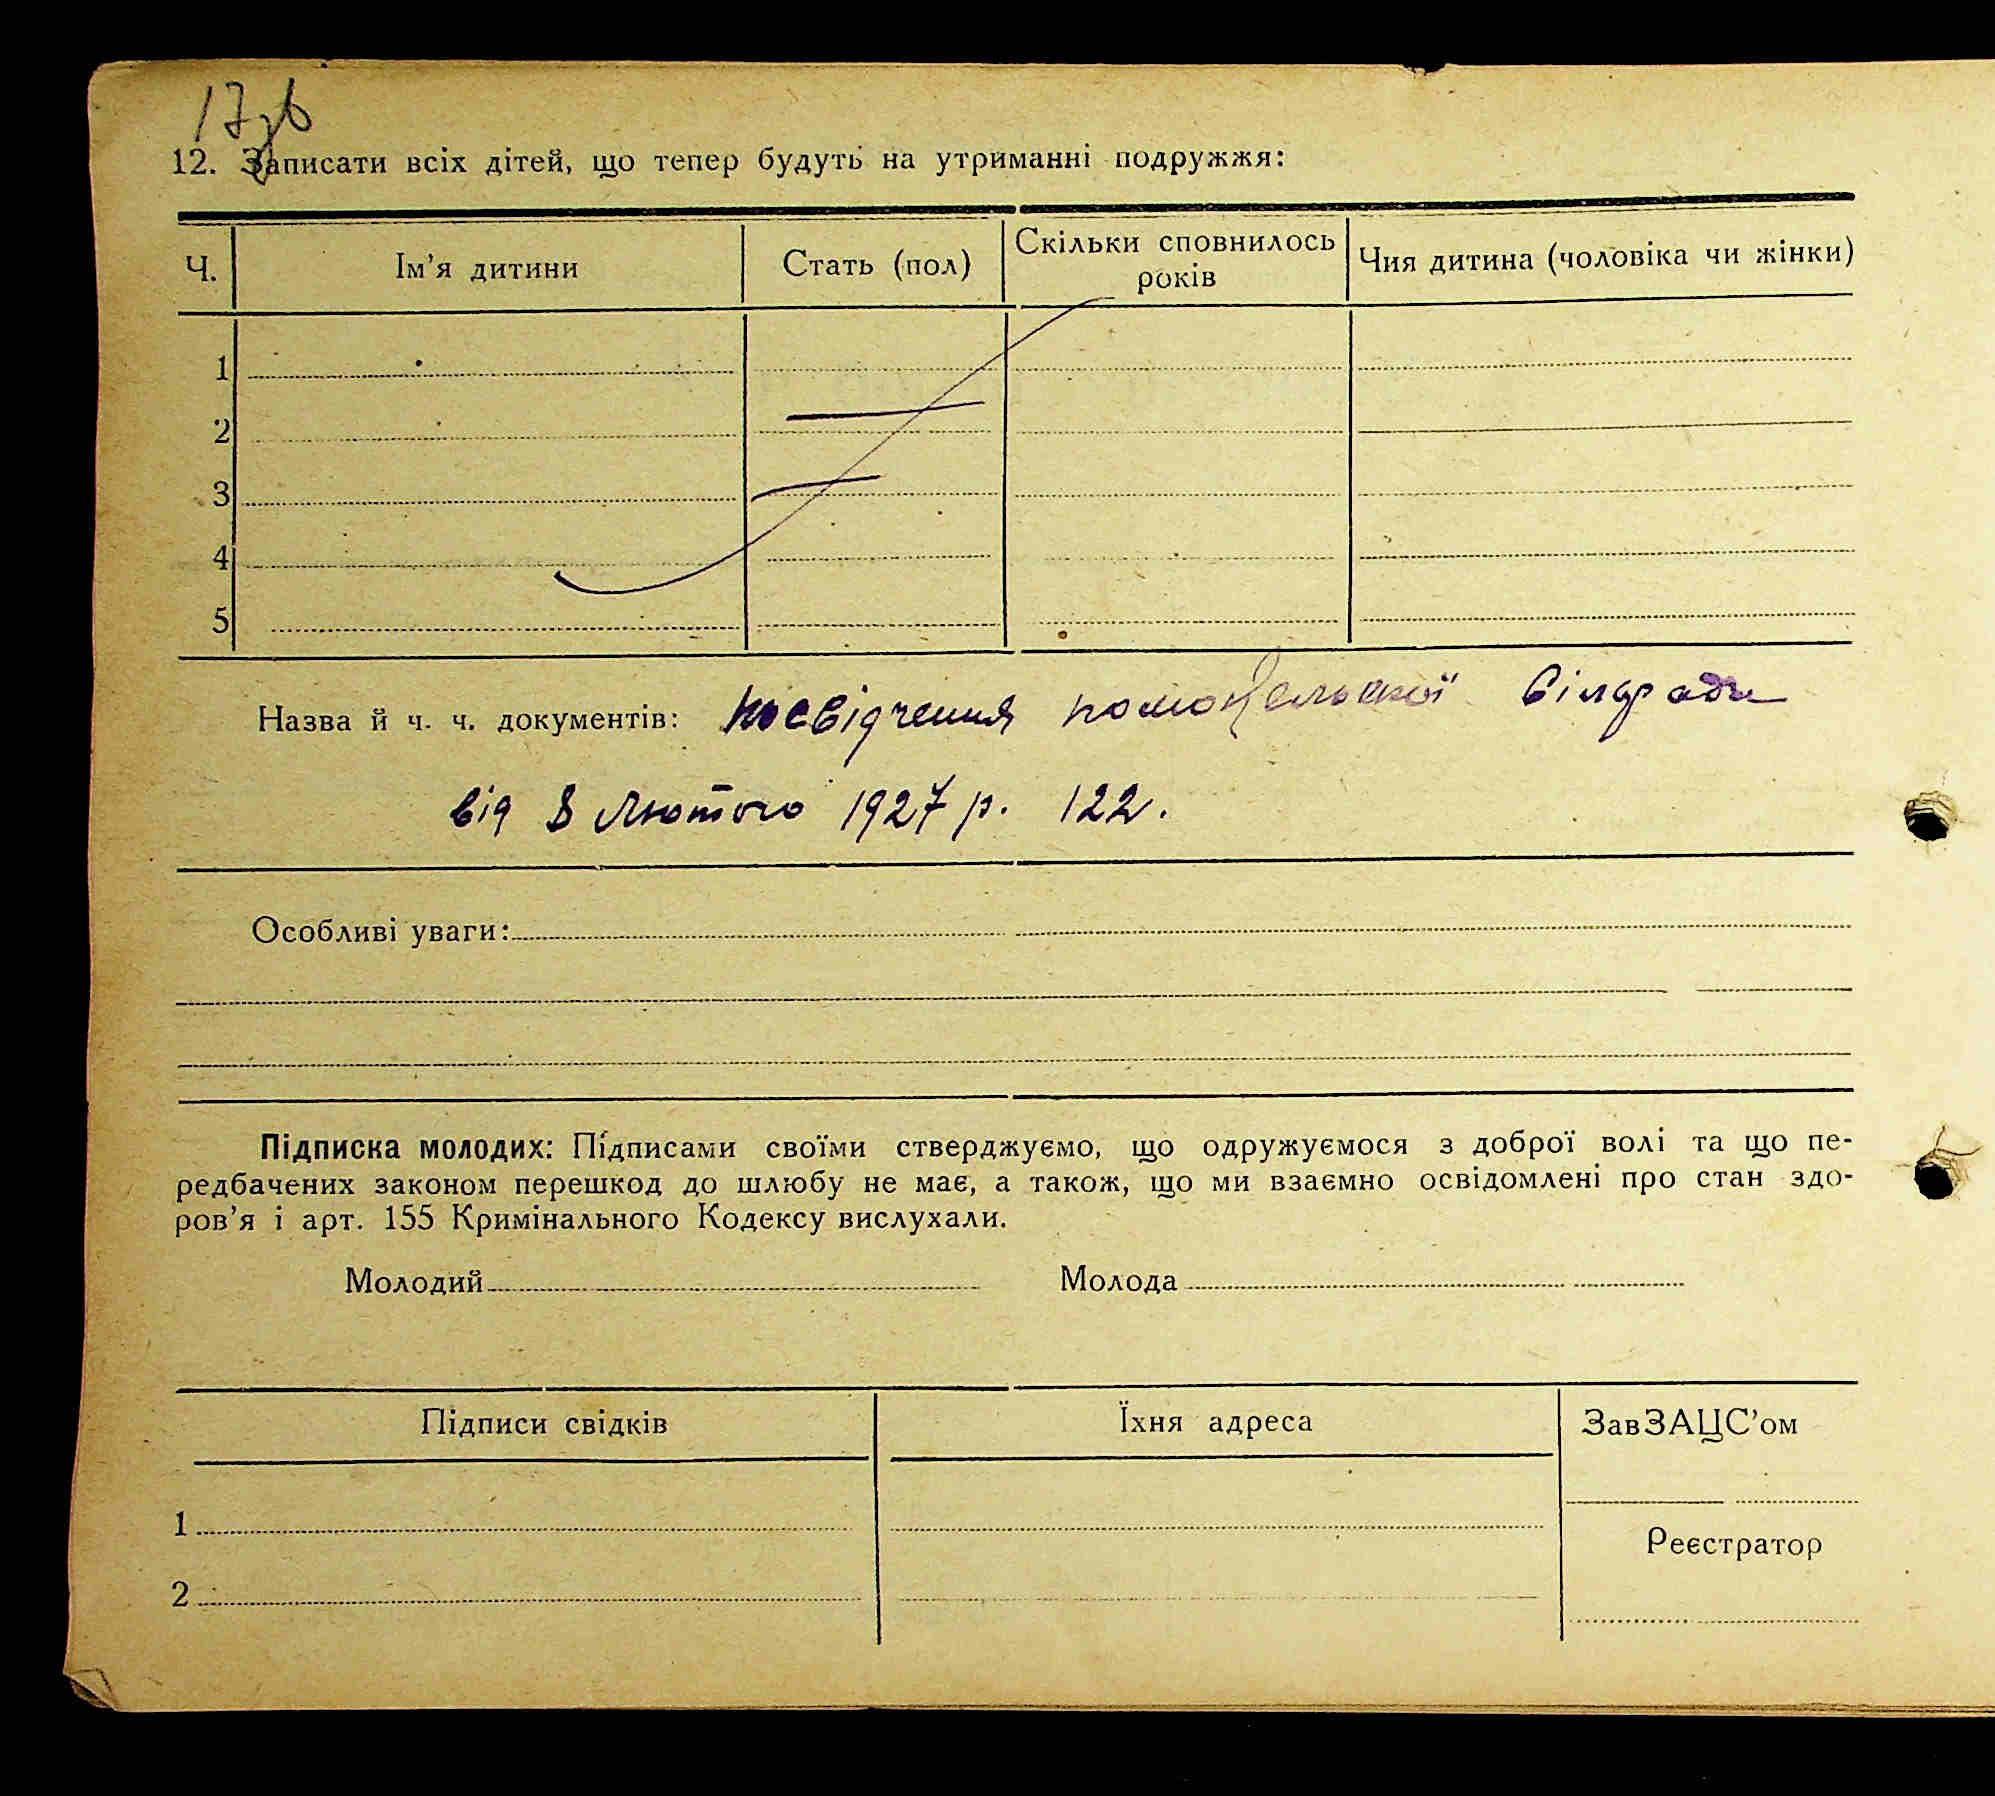 17зв
12. Записати всіх дітей, що тепер будуть на утриманні подружжя:
Ч. Ім’я дитини Стать (пол) Скільки сповнилось років Чия дитина (чоловіка чи жінки)
1
2
3
4
5
Назва й ч. ч. документів: посвідчення сільради
від 8 Лютого 1927 р. 122.
Особливі уваги:
Підписка молодих: Підписами своїми стверджуємо, що одружуємося з доброї волі та що пе-
редбачених законом перешкод до шлюбу не має, а також, що ми взаємно освідомлені про стан здо-
ров’я і арт. 155 Кримінального Кодексу вислухали.
Молодий Молода
Підписи свідків Їхня адреса ЗавЗАЦС’ом
1
Реєстратор
2